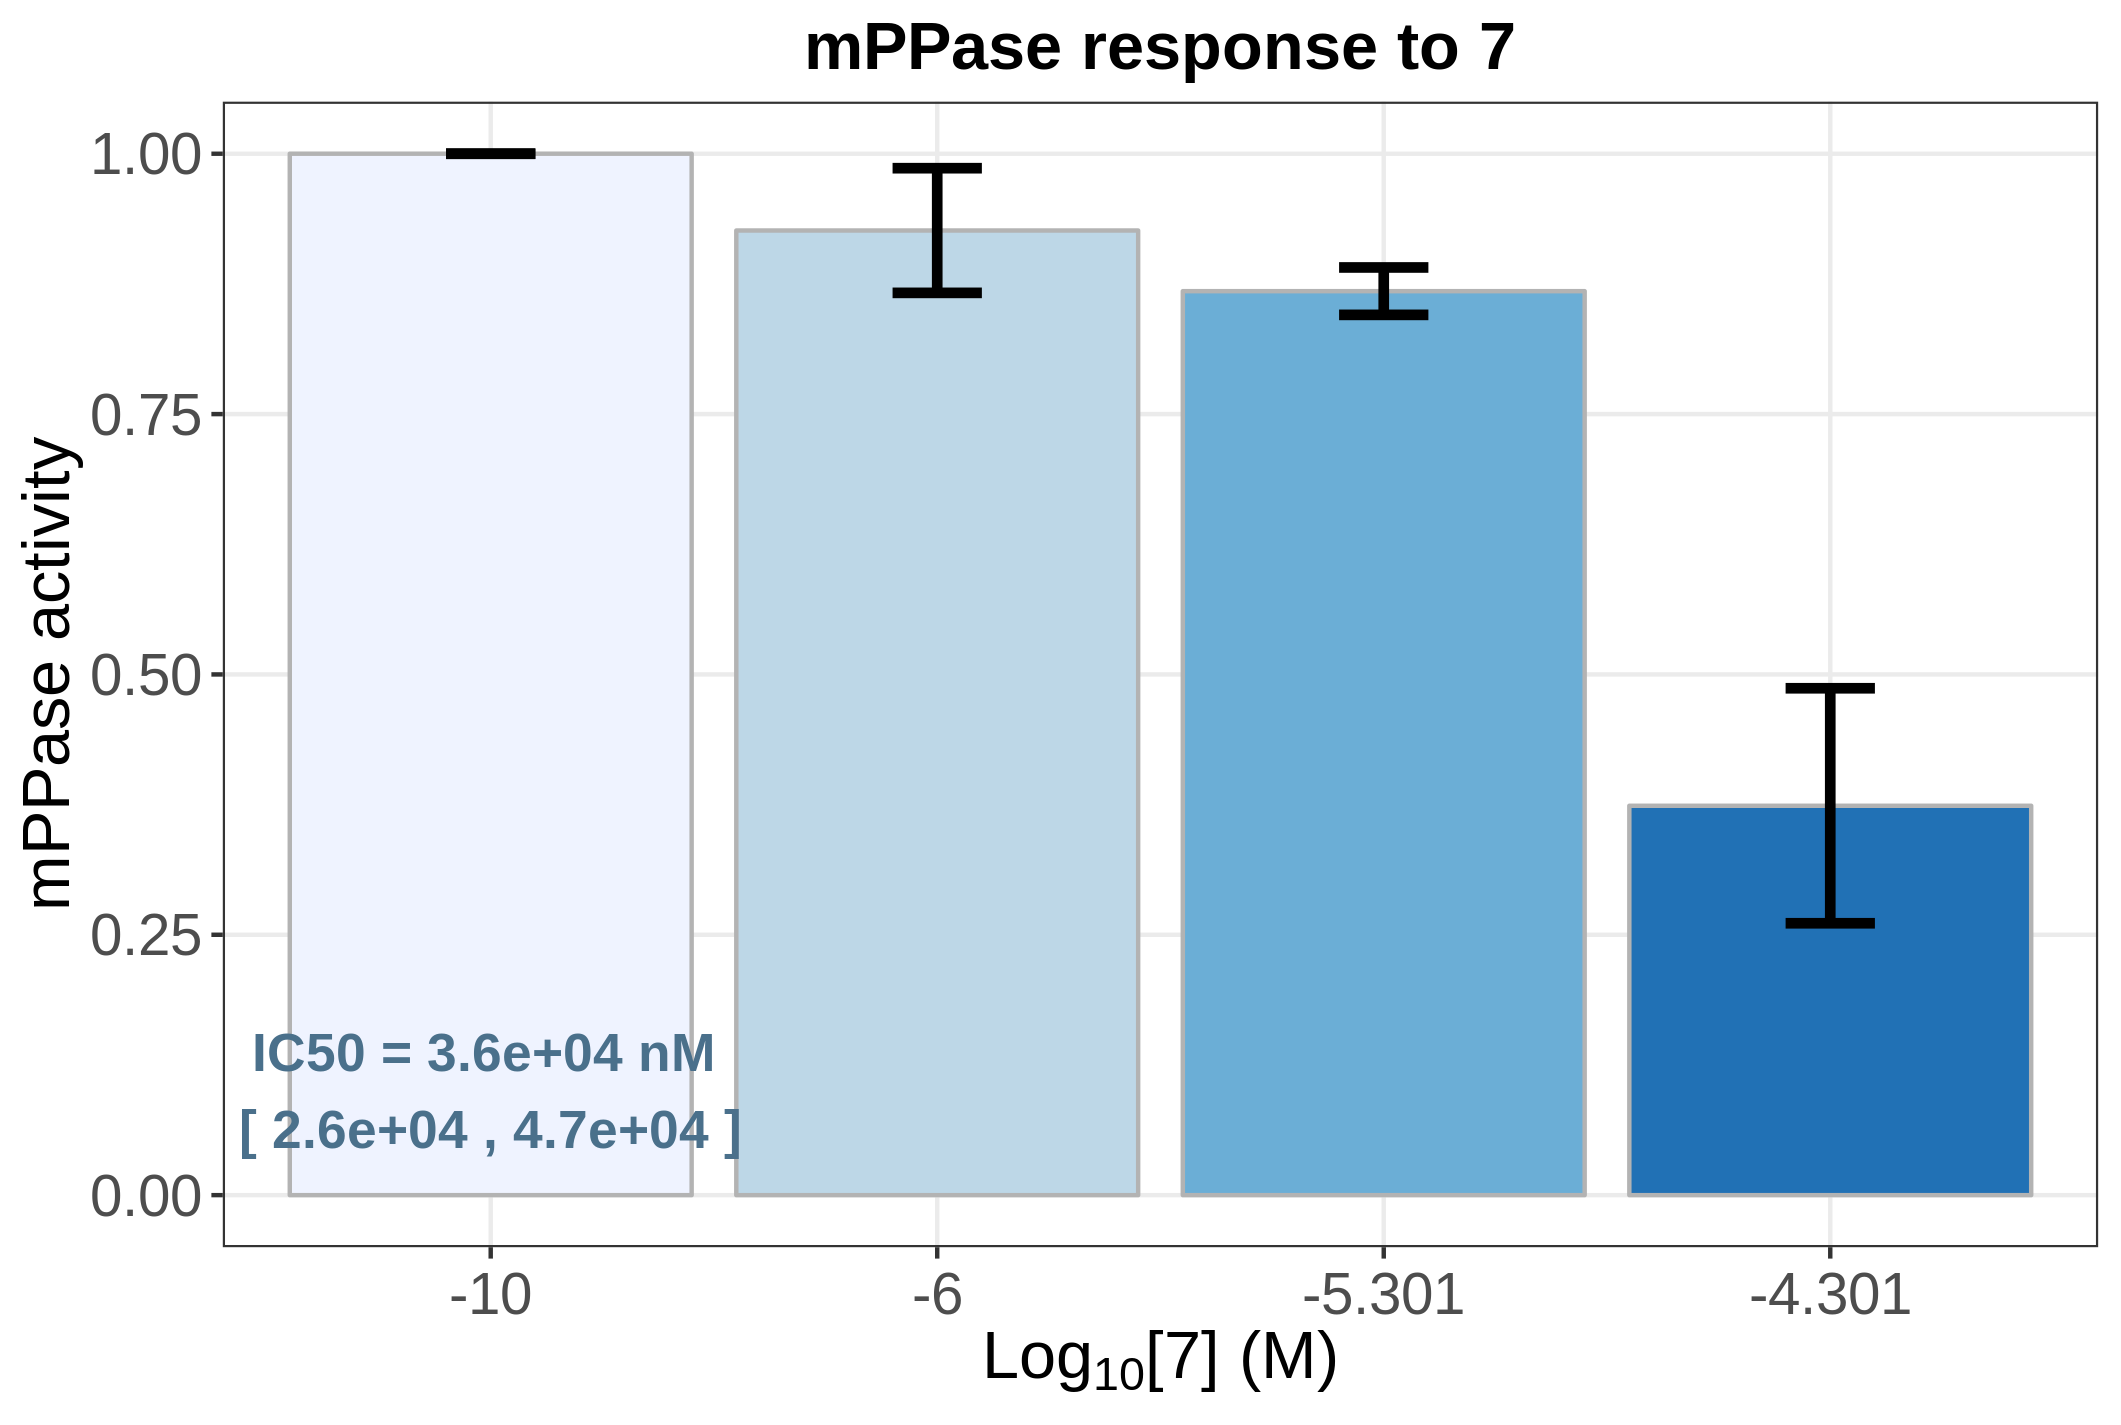 mPPase response to 7
mPPase activity
1.00
0.75
0.50
0.25
0.00
IC50 = 3.6e+04 nM
[ 2.6e+04 , 4.7e+04 ]
-10 -6 -5.301 -4.301
Log₁₀[7] (M)